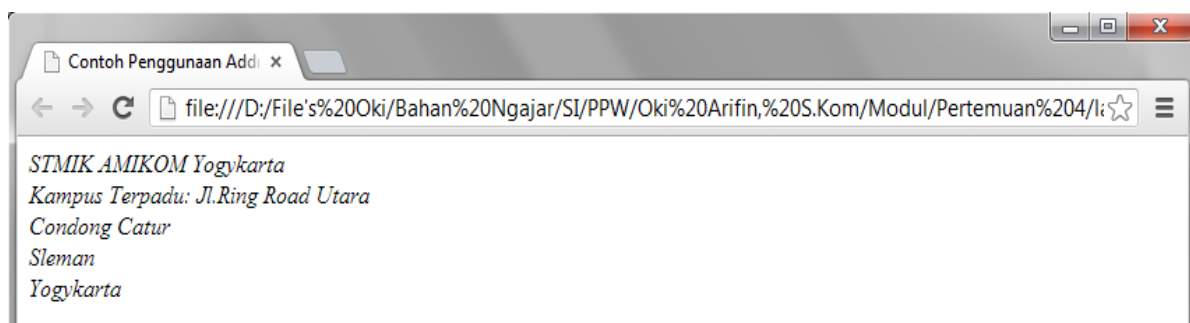 Contoh Penggunaan Add
file:///D:/File's%20Oki/Bahan%20Ngajar/SI/PPW/Oki%20Arifin,%20S.Kom/Modul/Pertemuan%204/la
STMIK AMIKOM Yogykarta
Kampus Terpadu: Jl.Ring Road Utara
Condong Catur
Sleman
Yogykarta